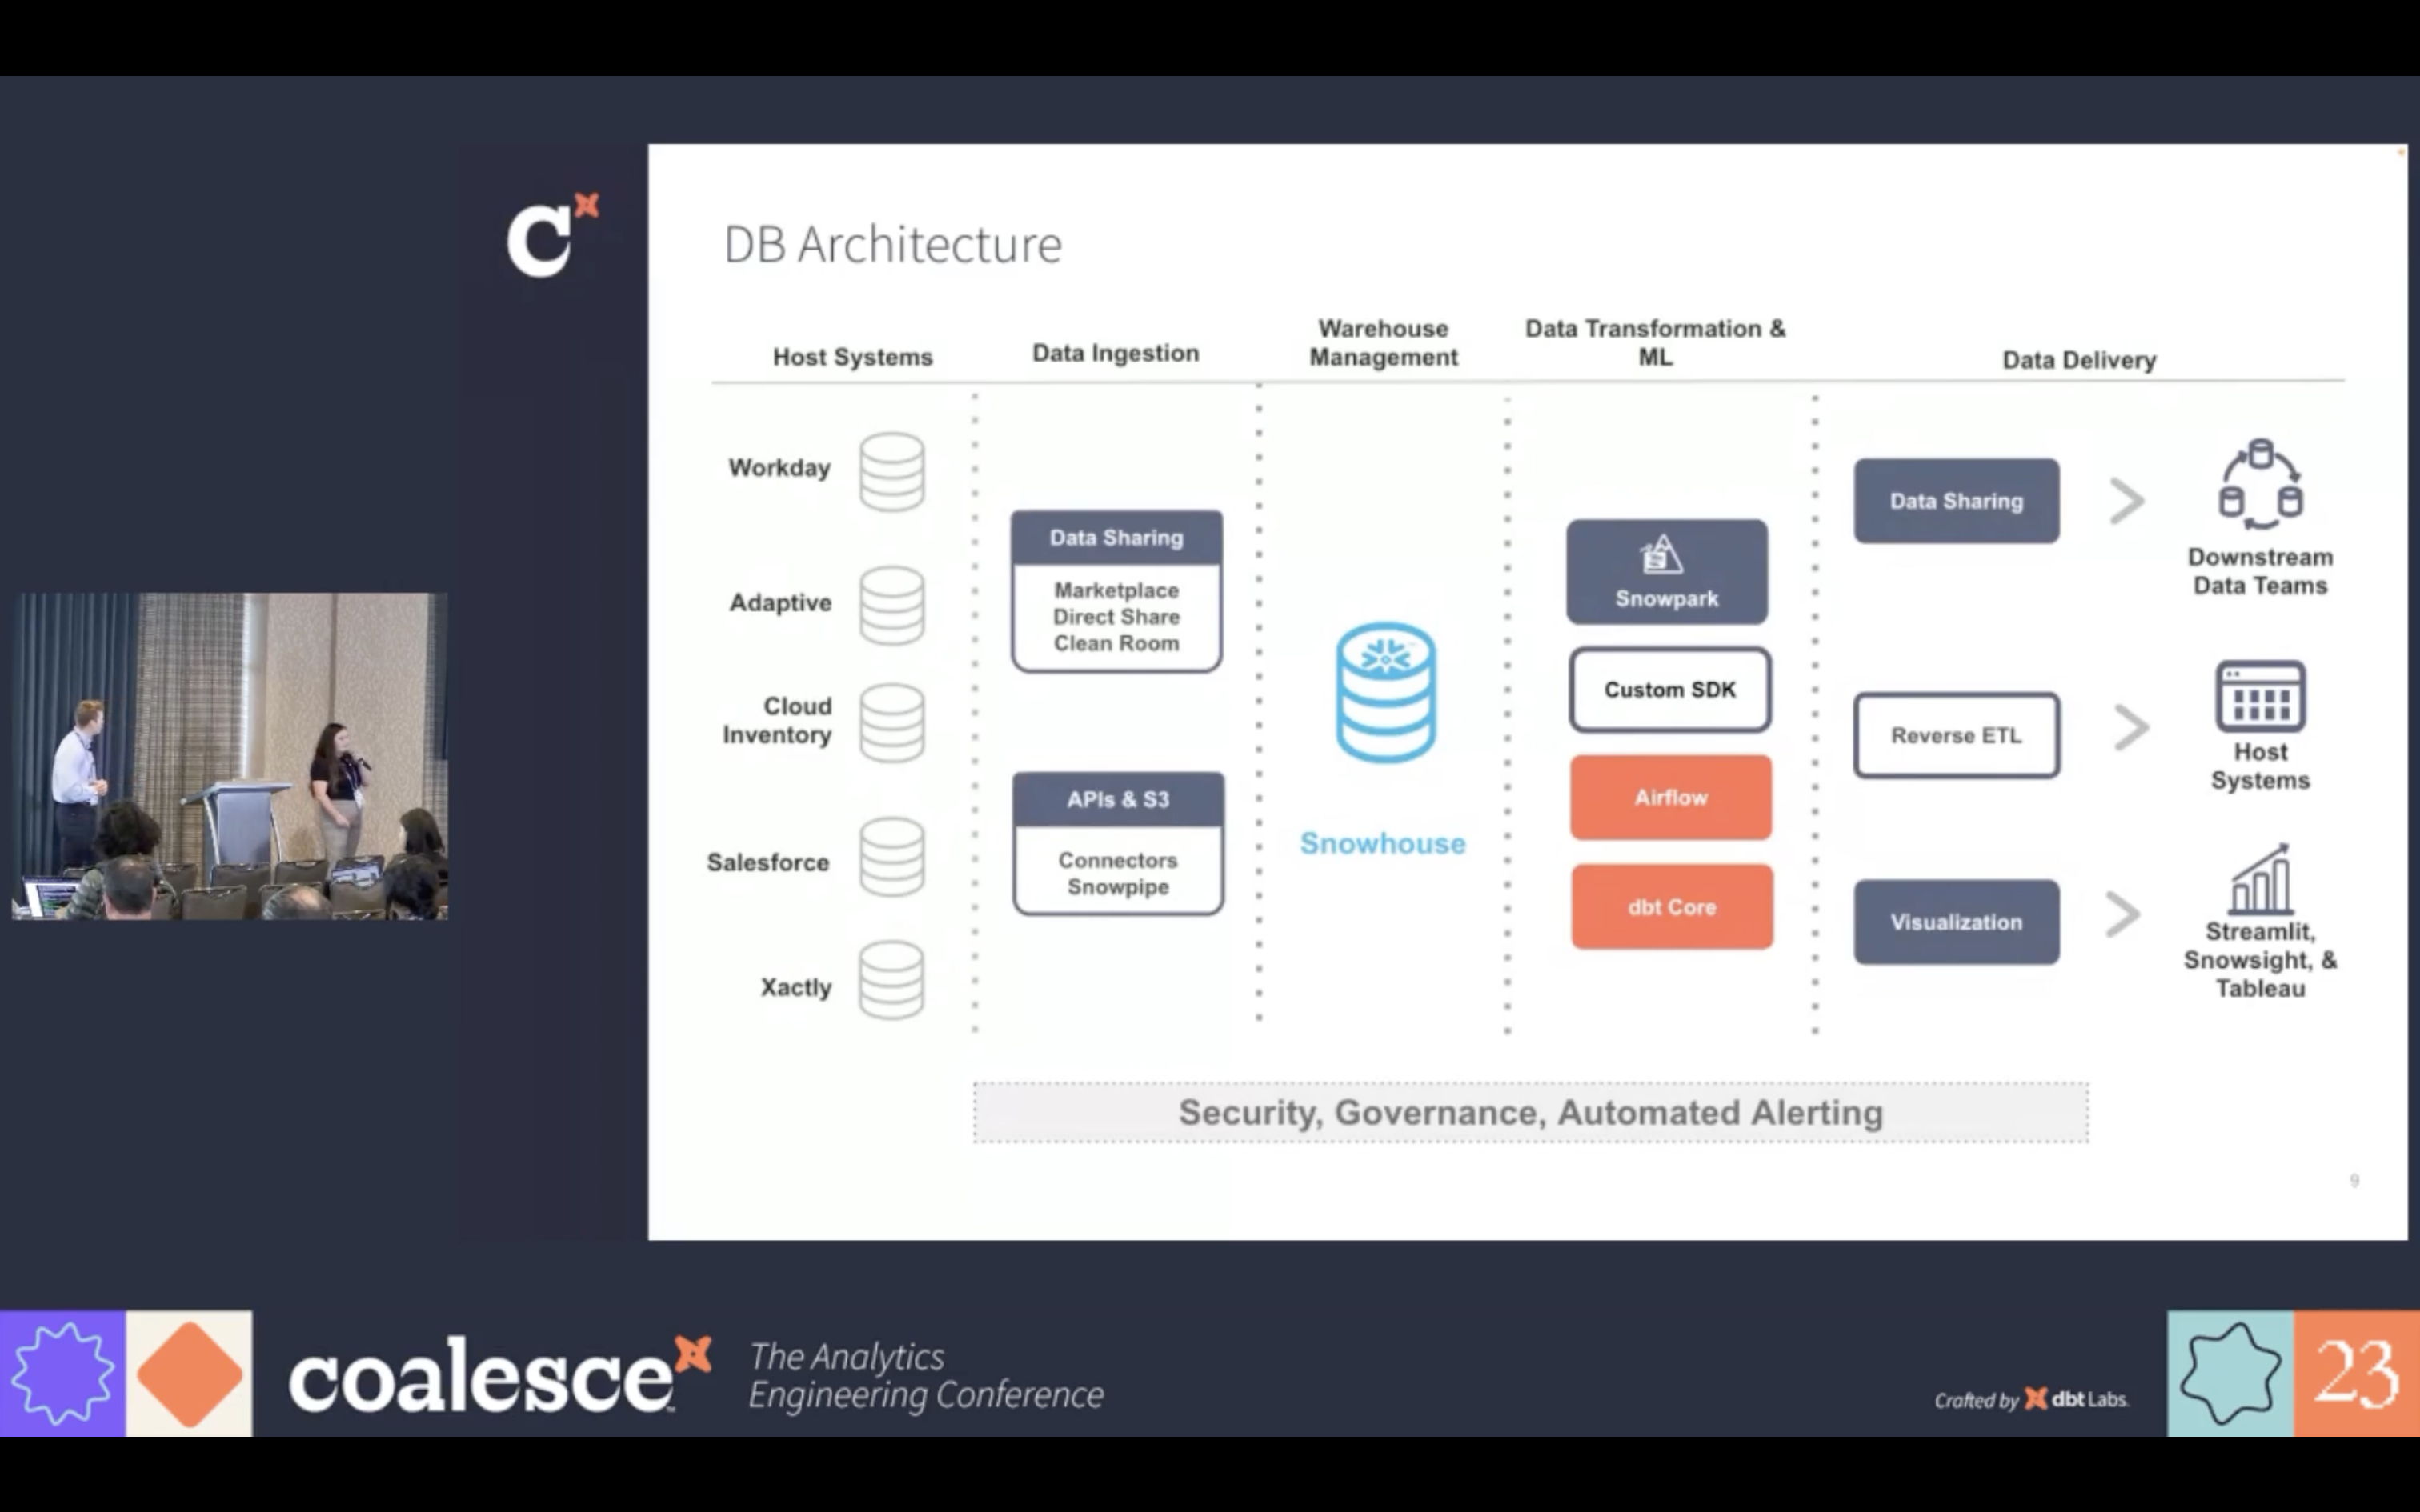 C
DB Architecture
Host Systems
Data Ingestion
Warehouse
Management
Data Transformation &
ML
Data Delivery
Workday
Adaptive
Cloud
Inventory
Salesforce
Xactly
Data Sharing
Marketplace
Direct Share
Clean Room
APIs & S3
Connectors
Snowpipe
Snowhouse
Snowpark
Custom SDK
Airflow
dbt Core
Data Sharing
Downstream
Data Teams
Reverse ETL
Host
Systems
Visualization
Streamlit,
Snowsight, &
Tableau
Security, Governance, Automated Alerting
9
coalesce
The Analytics
Engineering Conference
Crafted by dbt Labs.
23